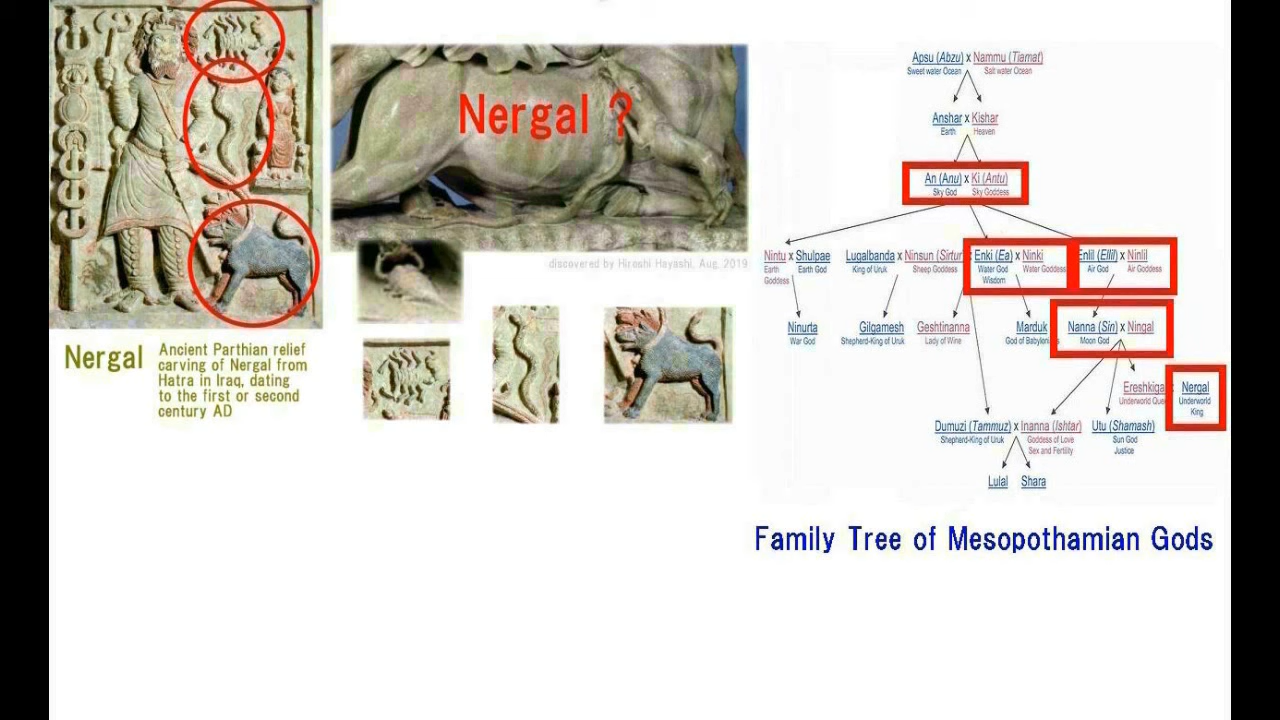 Nergal ?
discovered by Hiroshi Hayashi, Aug. 2019
Nergal
Ancient Parthian relief
carving of Nergal from
Hatra in Iraq, dating
to the first or second
century AD
Apsu (Abzu) x Nammu (Tiamat)
Sweet water Ocean Salt water Ocean
Anshar x Kishar
Earth Heaven
An (Anu) x Ki (Antu)
Sky God Sky Goddess
Nintu x Shulpae Lugalbanda x Ninsun (Sirtur Enki (Ea) x Ninki Enlil (Ellil) x Ninlil
Earth Earth God King of Uruk Sheep Goddess Water God Water Goddess Air God Air Goddess
Goddess Wisdom
Ninurta Gilgamesh Geshtinanna Marduk Nanna (Sin) x Ningal
War God Shepherd-King of Uruk Lady of Wine God of Babylonia Moon God
Ereshkiga Nergal
Underworld Que Underworld
King
Dumuzi (Tammuz) x Inanna (Ishtar) Utu (Shamash)
Shepherd-King of Uruk Goddess of Love Sun God
Sex and Fertility Justice
Lulal Shara
Family Tree of Mesopothamian Gods